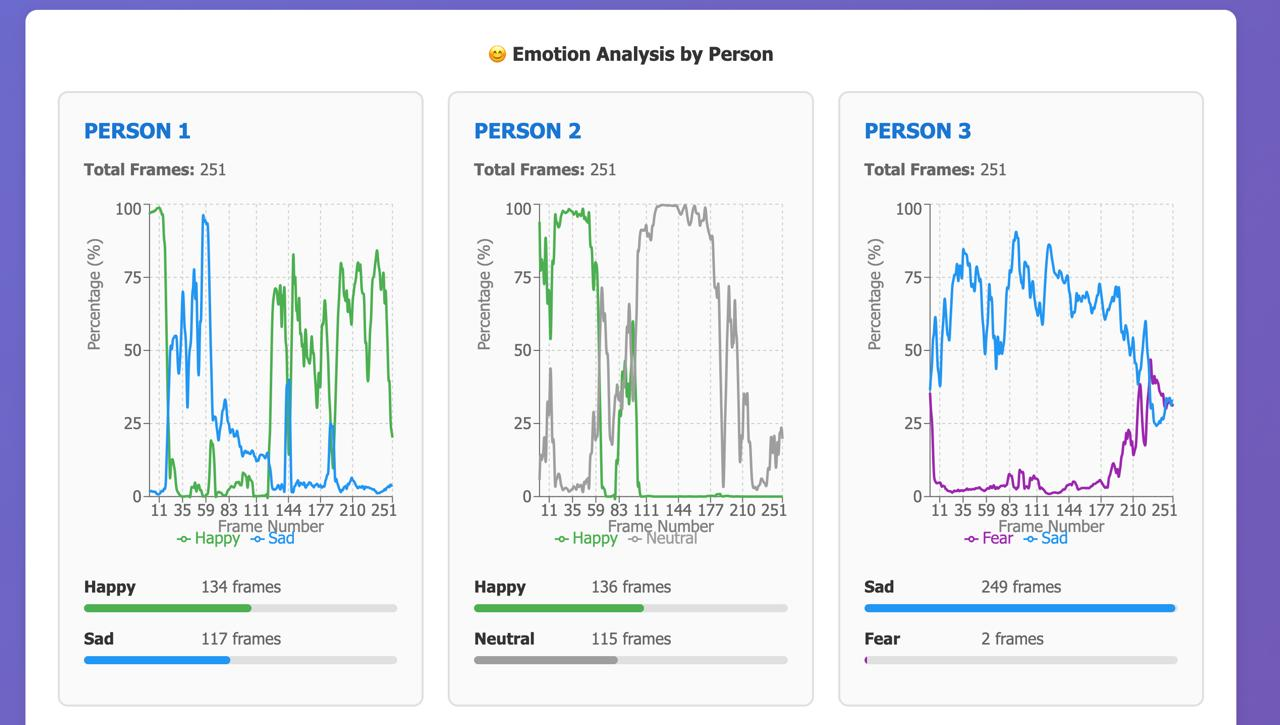 😊 Emotion Analysis by Person
PERSON 1
Total Frames: 251
100
75
50
25
0
Percentage (%)
11 35 59 83 111 144 177 210 251
Frame Number
Happy Sad
Happy 134 frames
Sad 117 frames
PERSON 2
Total Frames: 251
100
75
50
25
0
Percentage (%)
11 35 59 83 111 144 177 210 251
Frame Number
Happy Neutral
Happy 136 frames
Neutral 115 frames
PERSON 3
Total Frames: 251
100
75
50
25
0
Percentage (%)
11 35 59 83 111 144 177 210 251
Frame Number
Fear Sad
Sad 249 frames
Fear 2 frames